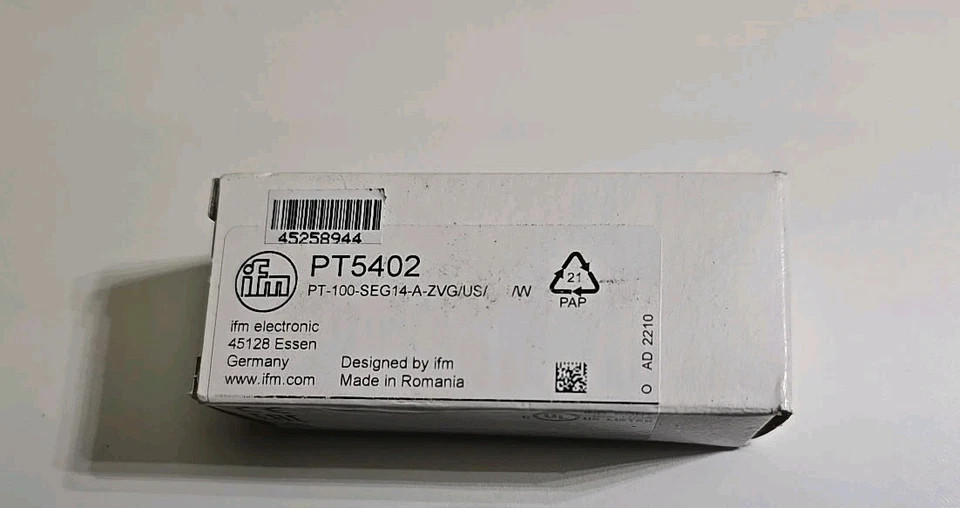 45258944
ifm
PT5402
PT-100-SEG14-A-ZVG/US/ /W
21
PAP
ifm electronic
45128 Essen
Germany
www.ifm.com
Designed by ifm
Made in Romania
O AD 2210
UL